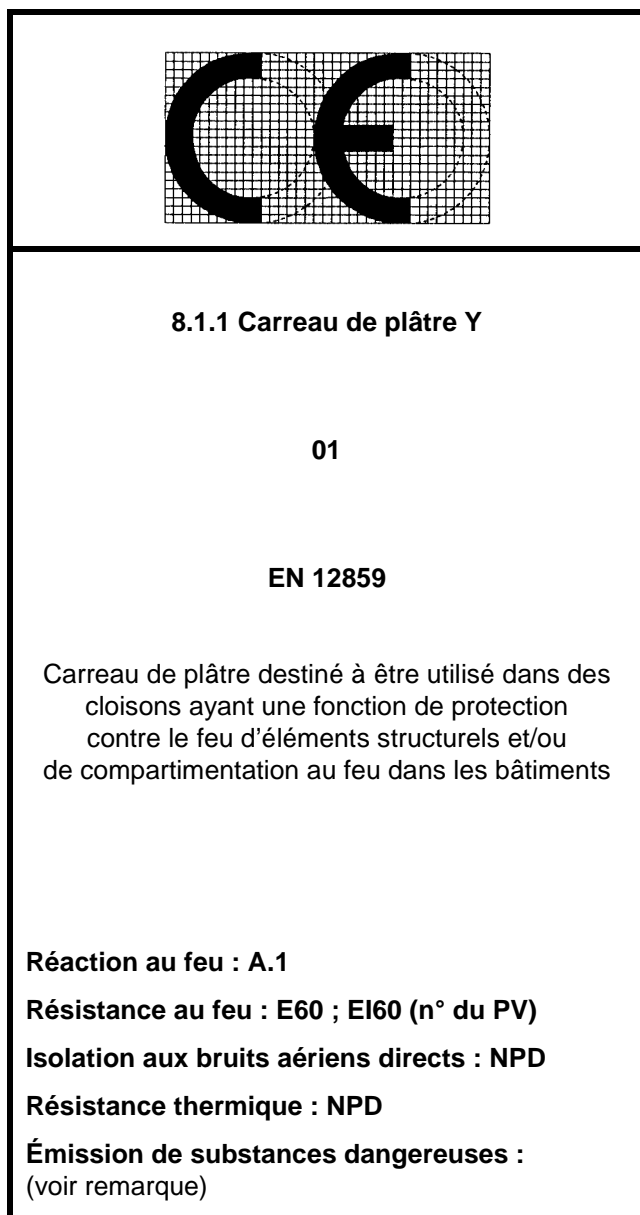 CE
8.1.1 Carreau de plâtre Y
01
EN 12859
Carreau de plâtre destiné à être utilisé dans des
cloisons ayant une fonction de protection
contre le feu d’éléments structurels et/ou
de compartimentation au feu dans les bâtiments
Réaction au feu : A.1
Résistance au feu : E60 ; EI60 (n° du PV)
Isolation aux bruits aériens directs : NPD
Résistance thermique : NPD
Émission de substances dangereuses :
(voir remarque)